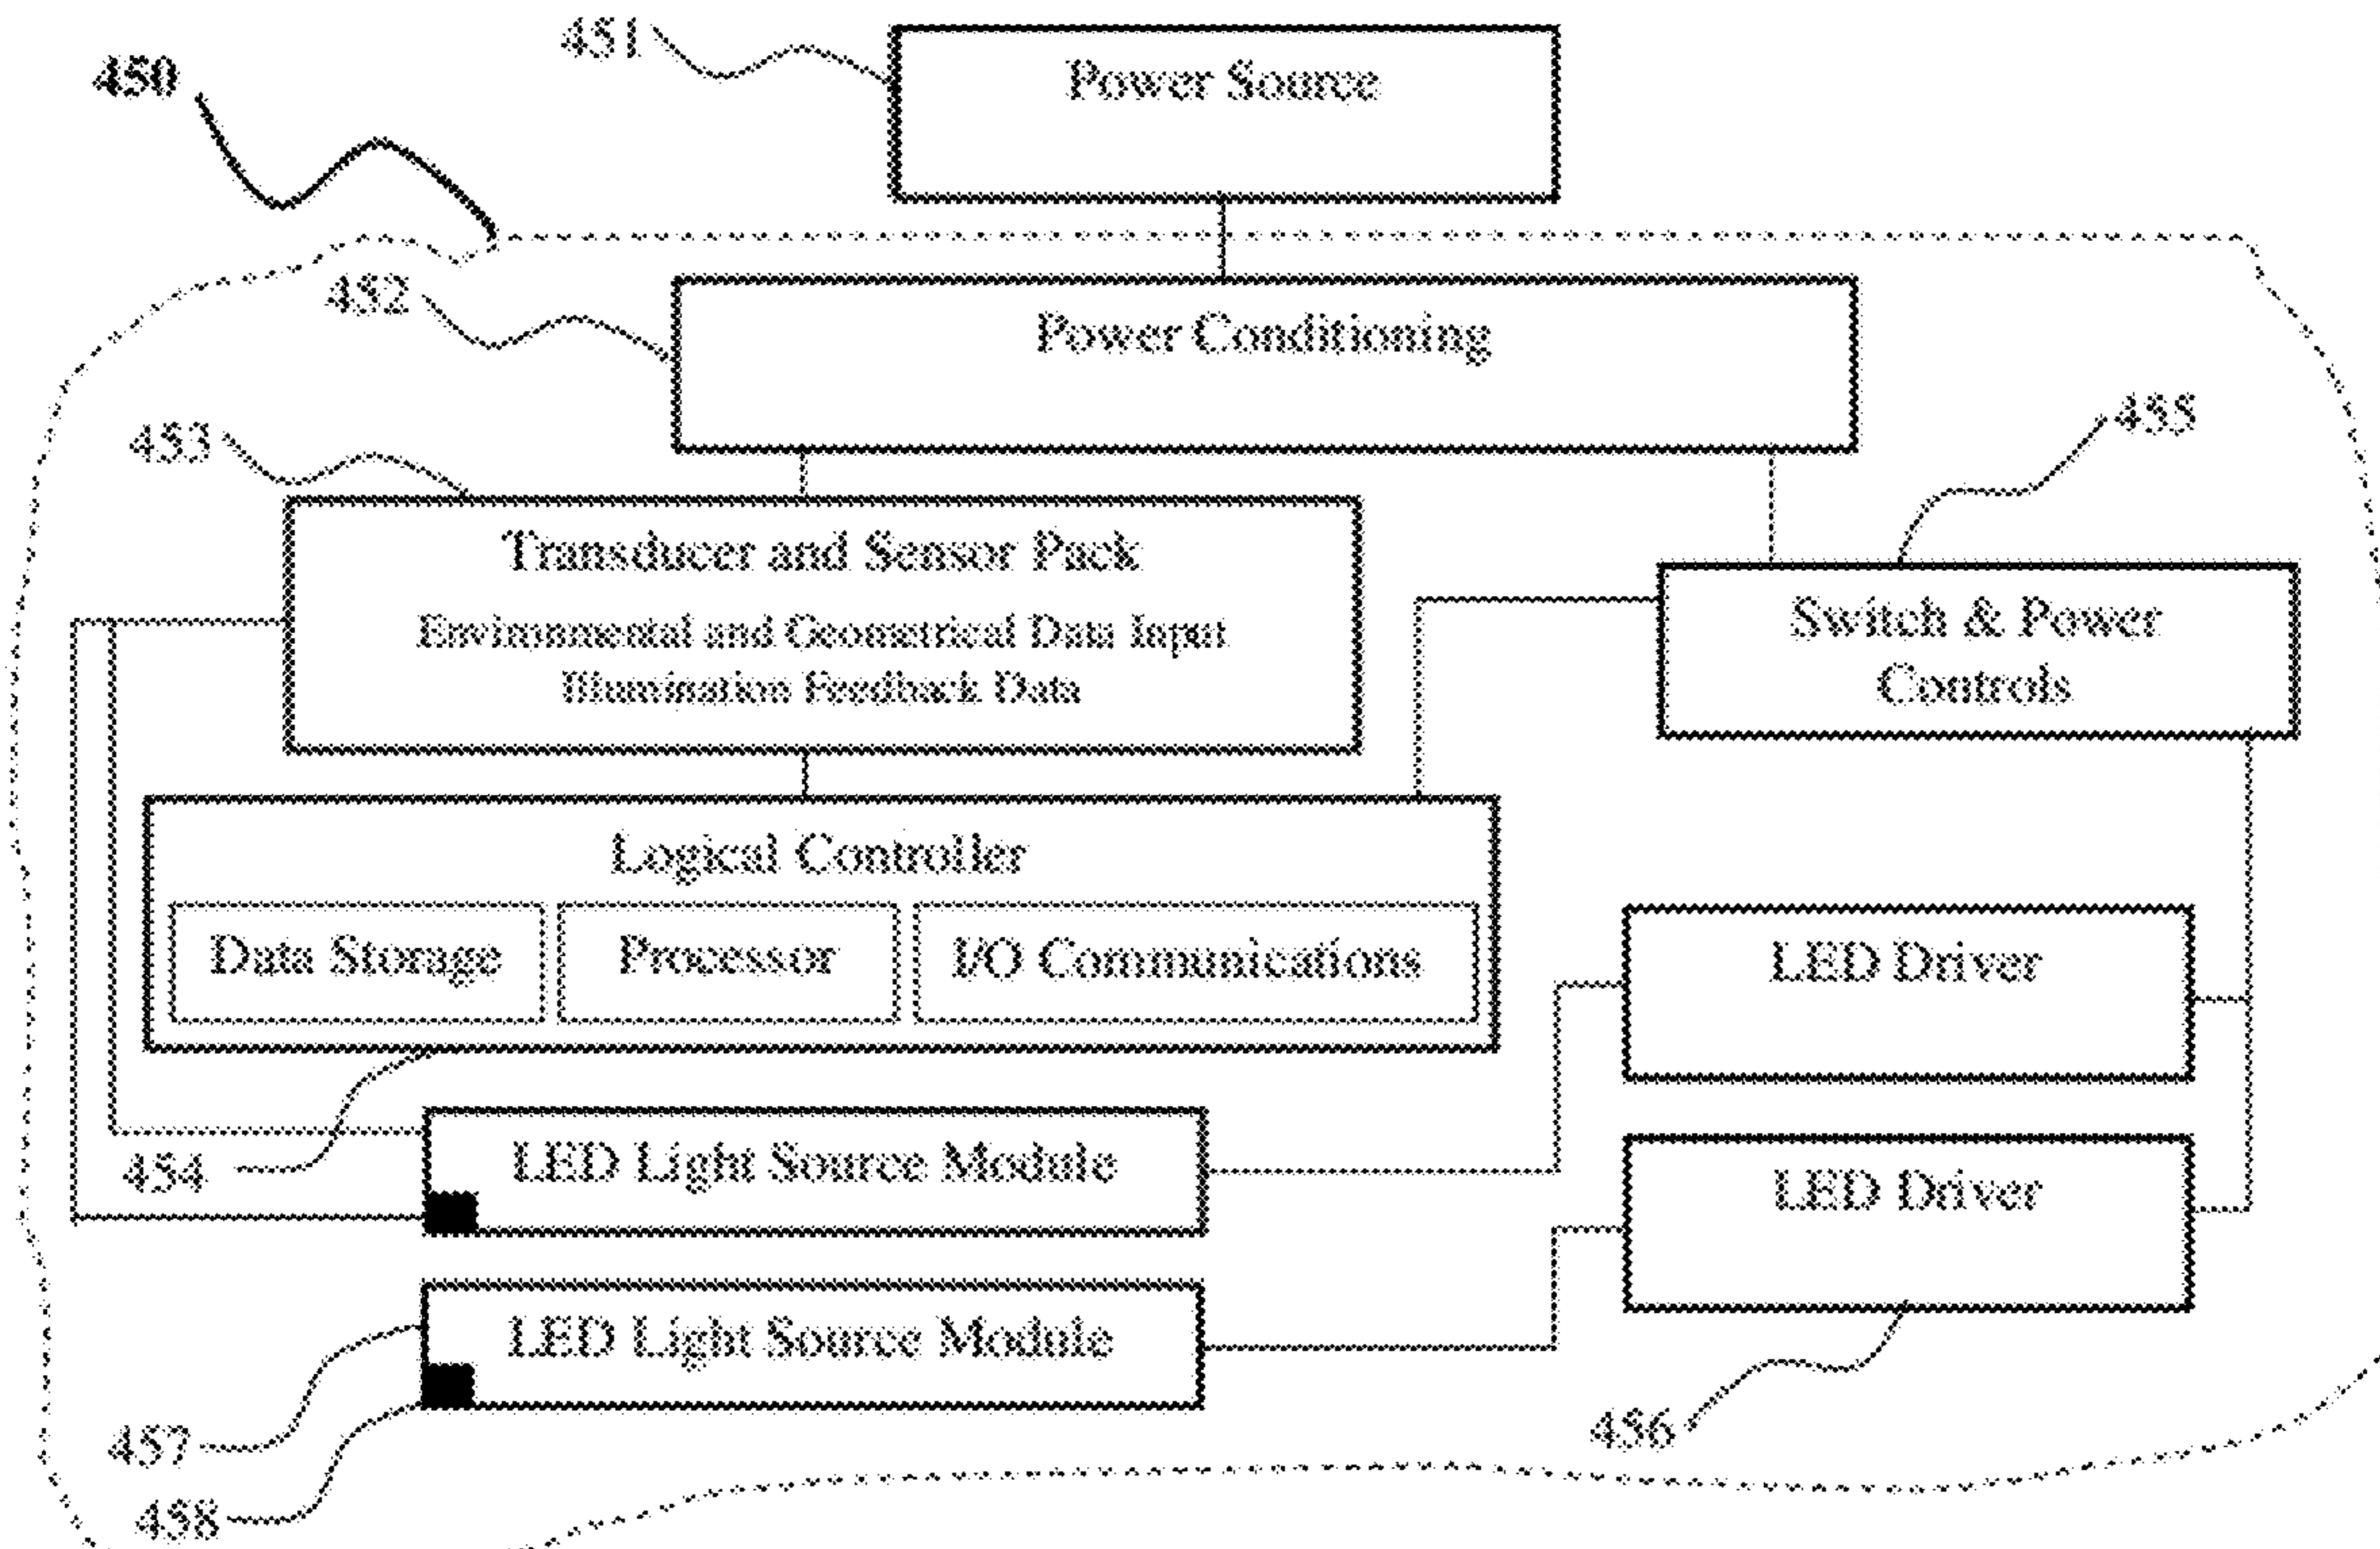 451
Power Source
450
452
Power Conditioning
453
455
Transducer and Sensor Pack
Environmental and Geometrical Data Input
Illumination Feedback Data
Switch & Power
Controls
Logical Controller
Data Storage
Processor
I/O Communications
LED Driver
454
LED Light Source Module
LED Driver
LED Light Source Module
457
456
458